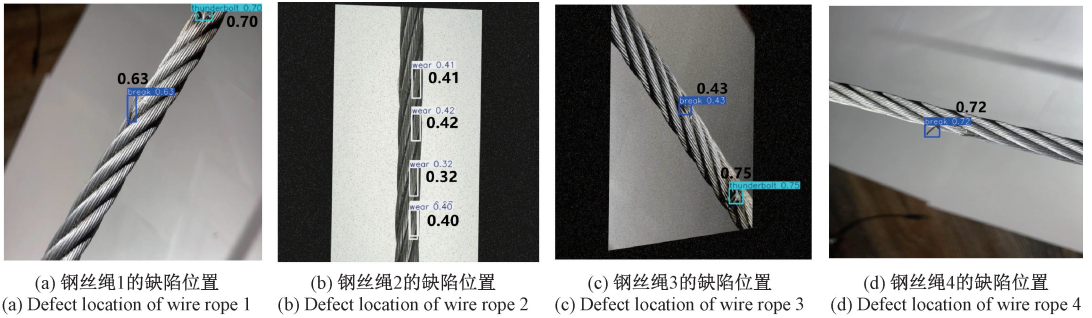 thunderbolt 0.70
0.70
0.63
break 0.63
wear 0.41
0.41
wear 0.42
0.42
wear 0.32
0.32
wear 0.40
0.40
0.43
break 0.43
0.75
thunderbolt 0.75
0.72
break 0.72
(a) 钢丝绳1的缺陷位置
(a) Defect location of wire rope 1
(b) 钢丝绳2的缺陷位置
(b) Defect location of wire rope 2
(c) 钢丝绳3的缺陷位置
(c) Defect location of wire rope 3
(d) 钢丝绳4的缺陷位置
(d) Defect location of wire rope 4